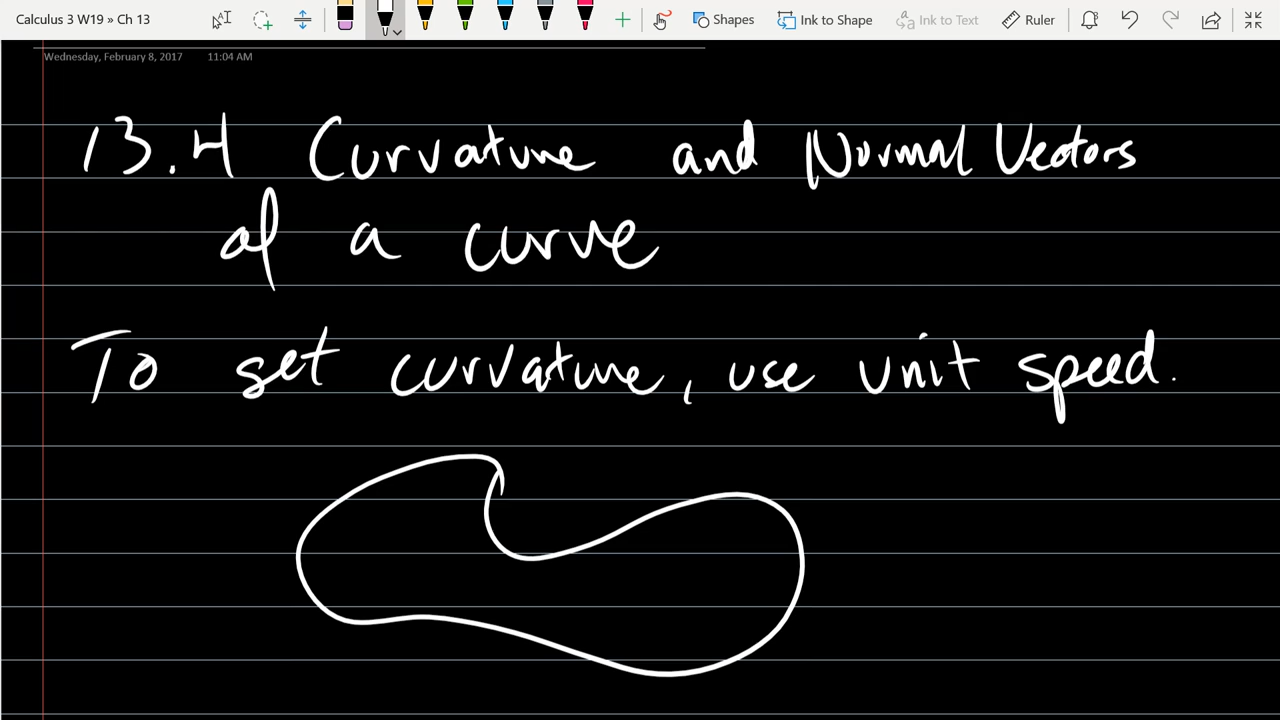 Calculus 3 W19 » Ch 13
Shapes
Ink to Shape
Ink to Text
Ruler
Wednesday, February 8, 2017 11:04 AM
13.4 Curvature and Normal Vectors
of a curve
To get curvature, use unit speed.